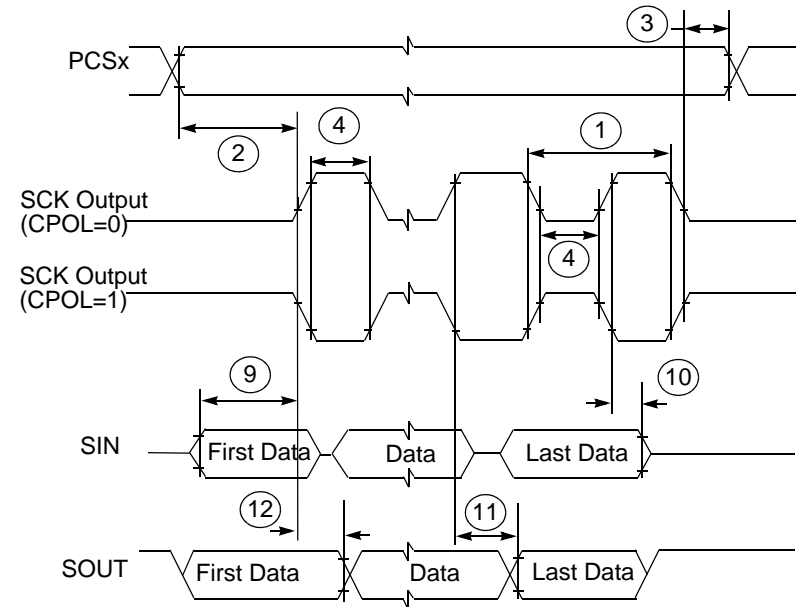 3
PCSx
2
4
1
SCK Output
(CPOL=0)
4
SCK Output
(CPOL=1)
9
10
SIN
First Data
Data
Last Data
12
11
SOUT
First Data
Data
Last Data